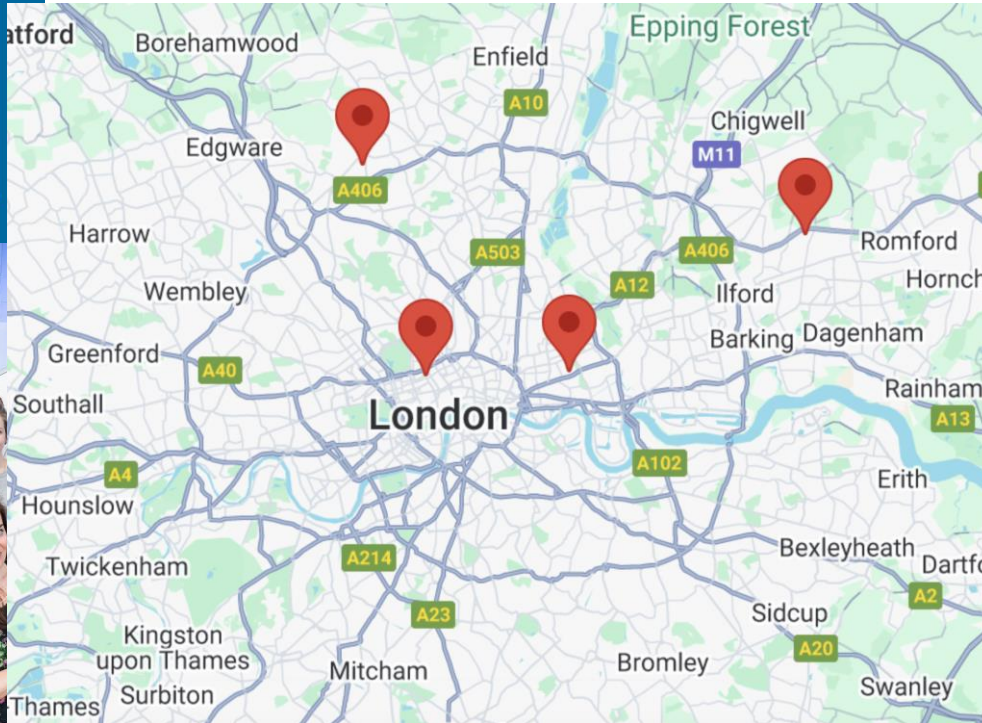 atford
Borehamwood
Enfield
Epping Forest
A10
Chigwell
Edgware
M11
A406
Harrow
A503
A406
Romford
Hornch
Wembley
A12
Ilford
Greenford
A40
Barking
Dagenham
Southall
London
Rainham
A13
A4
A102
Erith
Hounslow
Twickenham
A214
Bexleyheath
Dartfo
A2
A23
Sidcup
Kingston
upon Thames
Mitcham
Bromley
A20
Surbiton
Swanley
Thames